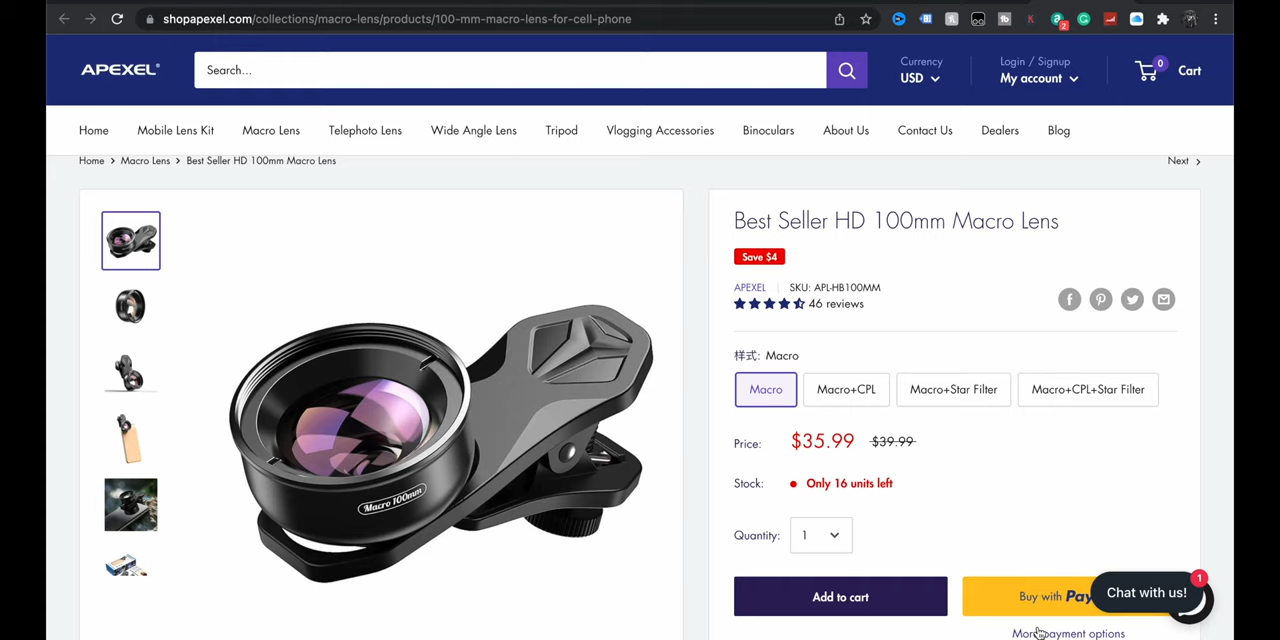 shopapexel.com/collections/macro-lens/products/100-mm-macro-lens-for-cell-phone
2
APEXEL®
Search...
Currency
USD
Login / Signup
My account
0
Cart
Home
Mobile Lens Kit
Macro Lens
Telephoto Lens
Wide Angle Lens
Tripod
Vlogging Accessories
Binoculars
About Us
Contact Us
Dealers
Blog
Home > Macro Lens > Best Seller HD 100mm Macro Lens
Next >
Macro 100mm
Best Seller HD 100mm Macro Lens
Save $4
APEXEL
SKU: APL-HB100MM
46 reviews
样式: Macro
Macro
Macro+CPL
Macro+Star Filter
Macro+CPL+Star Filter
Price: $35.99 $39.99
Stock: Only 16 units left
Quantity: 1
Add to cart
Buy with Pay
Chat with us!
1
More payment options